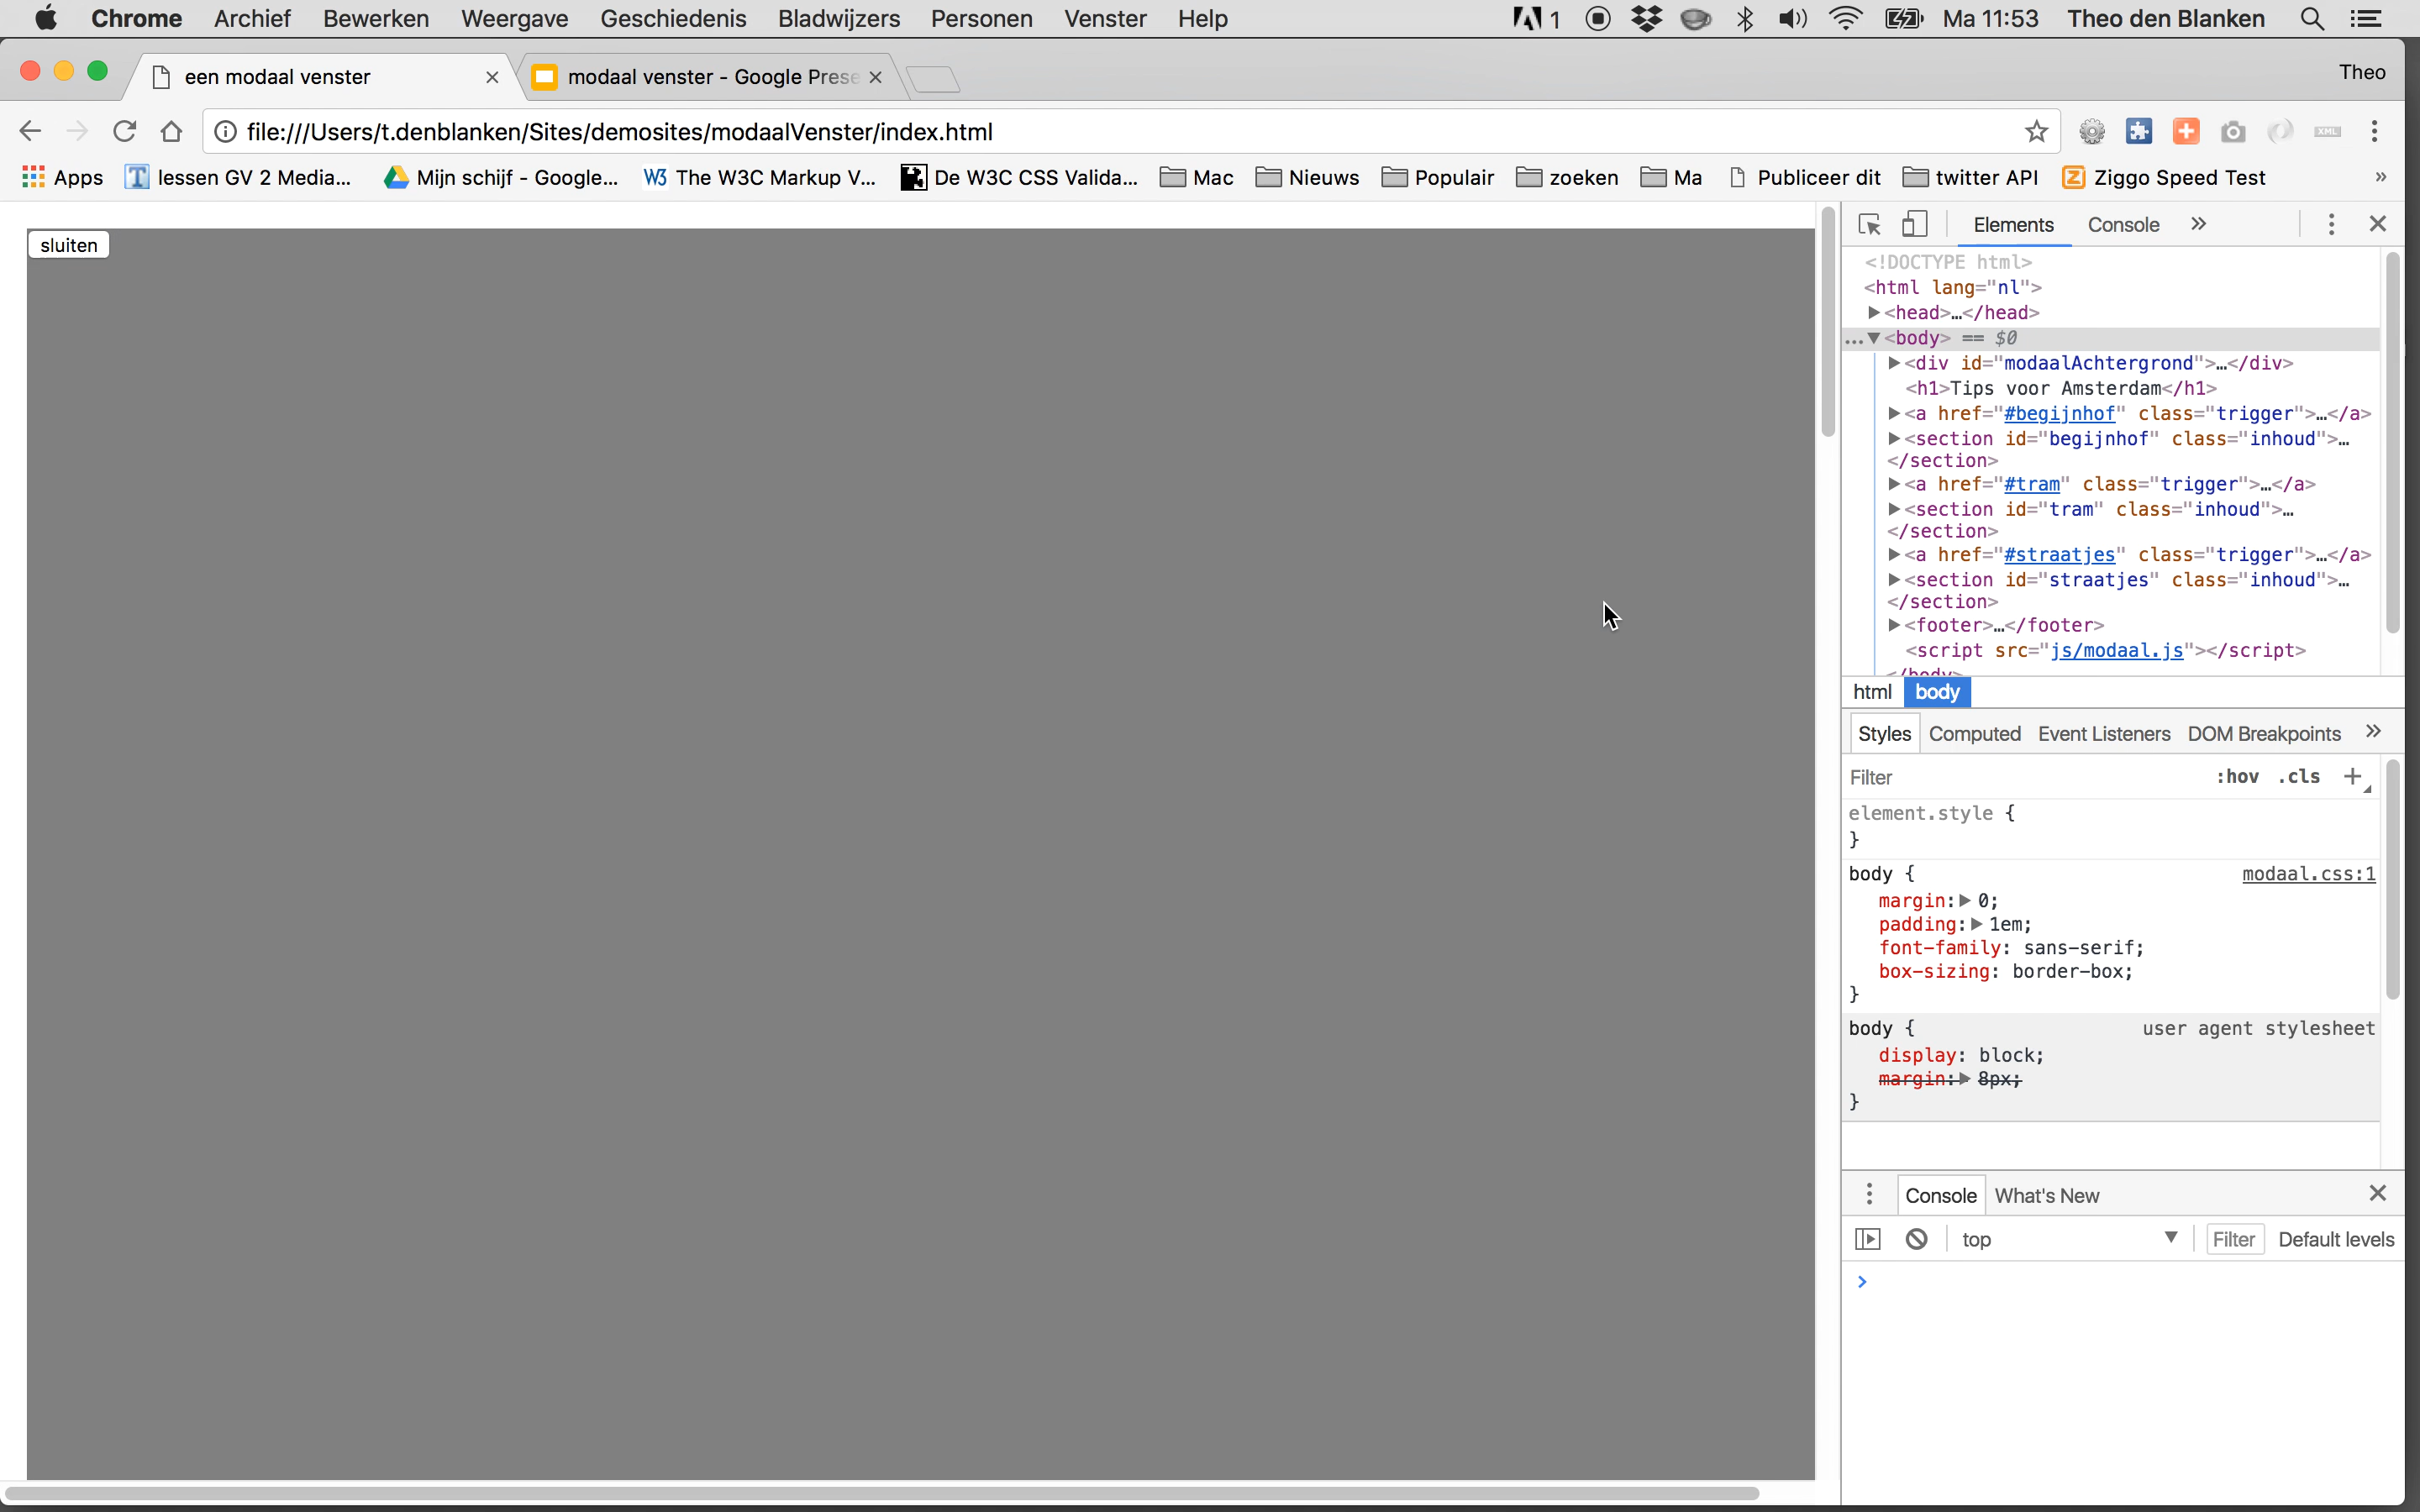 Chrome Archief Bewerken Weergave Geschiedenis Bladwijzers Personen Venster Help 1 Ma 11:53 Theo den Blanken
een modaal venster modaal venster - Google Prese Theo
file:///Users/t.denblanken/Sites/demosites/modaalVenster/index.html XML
Apps lessen GV 2 Media... Mijn schijf - Google... W3 The W3C Markup V... De W3C CSS Valida... Mac Nieuws Populair zoeken Ma Publiceer dit twitter API Ziggo Speed Test »
sluiten
Elements Console »
<!DOCTYPE html>
<html lang="nl">
▶<head>…</head>
…▼<body> == $0
▶<div id="modaalAchtergrond">…</div>
<h1>Tips voor Amsterdam</h1>
▶<a href="#begijnhof" class="trigger">…</a>
▶<section id="begijnhof" class="inhoud">…
</section>
▶<a href="#tram" class="trigger">…</a>
▶<section id="tram" class="inhoud">…
</section>
▶<a href="#straatjes" class="trigger">…</a>
▶<section id="straatjes" class="inhoud">…
</section>
▶<footer>…</footer>
<script src="js/modaal.js"></script>
</body>
html body
Styles Computed Event Listeners DOM Breakpoints »
Filter :hov .cls +
element.style {
}
body { modaal.css:1
margin:▶ 0;
padding:▶ 1em;
font-family: sans-serif;
box-sizing: border-box;
}
body { user agent stylesheet
display: block;
margin:▶ 8px;
}
Console What's New
top ▼ Filter Default levels
>